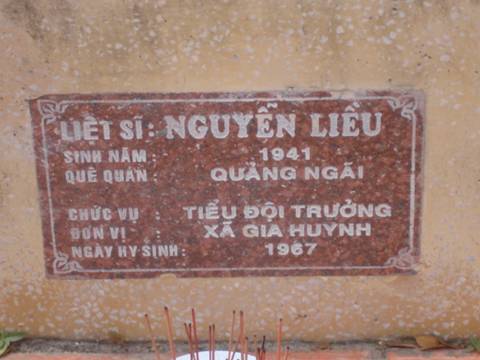 LIỆT SĨ: NGUYỄN LIỀU
SINH NĂM : 1941
QUÊ QUÁN : QUẢNG NGÃI
CHỨC VỤ : TIỂU ĐỘI TRƯỞNG
ĐƠN VỊ : XÃ GIA HUYNH
NGÀY HY SINH: 1967